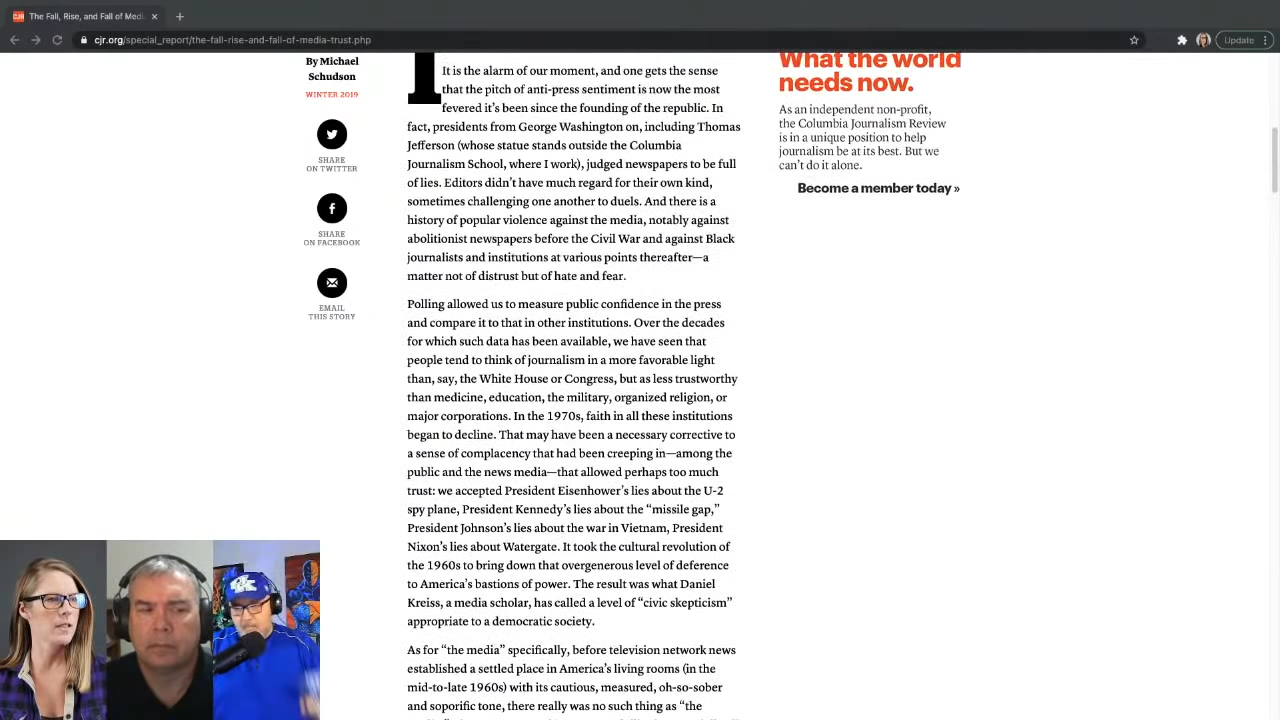 CJR
The Fall, Rise, and Fall of Medi
Update
cjr.org/special_report/the-fall-rise-and-fall-of-media-trust.php
By Michael
Schudson
WINTER 2019
SHARE
ON TWITTER
SHARE
ON FACEBOOK
EMAIL
THIS STORY
It is the alarm of our moment, and one gets the sense
that the pitch of anti-press sentiment is now the most
fevered it’s been since the founding of the republic. In
fact, presidents from George Washington on, including Thomas
Jefferson (whose statue stands outside the Columbia
Journalism School, where I work), judged newspapers to be full
of lies. Editors didn’t have much regard for their own kind,
sometimes challenging one another to duels. And there is a
history of popular violence against the media, notably against
abolitionist newspapers before the Civil War and against Black
journalists and institutions at various points thereafter—a
matter not of distrust but of hate and fear.
Polling allowed us to measure public confidence in the press
and compare it to that in other institutions. Over the decades
for which such data has been available, we have seen that
people tend to think of journalism in a more favorable light
than, say, the White House or Congress, but as less trustworthy
than medicine, education, the military, organized religion, or
major corporations. In the 1970s, faith in all these institutions
began to decline. That may have been a necessary corrective to
a sense of complacency that had been creeping in—among the
public and the news media—that allowed perhaps too much
trust: we accepted President Eisenhower’s lies about the U-2
spy plane, President Kennedy’s lies about the “missile gap,”
President Johnson’s lies about the war in Vietnam, President
Nixon’s lies about Watergate. It took the cultural revolution of
the 1960s to bring down that overgenerous level of deference
to America’s bastions of power. The result was what Daniel
Kreiss, a media scholar, has called a level of “civic skepticism”
appropriate to a democratic society.
As for “the media” specifically, before television network news
established a settled place in America’s living rooms (in the
mid-to-late 1960s) with its cautious, measured, oh-so-sober
and soporific tone, there really was no such thing as “the
What the world
needs now.
As an independent non-profit,
the Columbia Journalism Review
is in a unique position to help
journalism be at its best. But we
can’t do it alone.
Become a member today »
UK